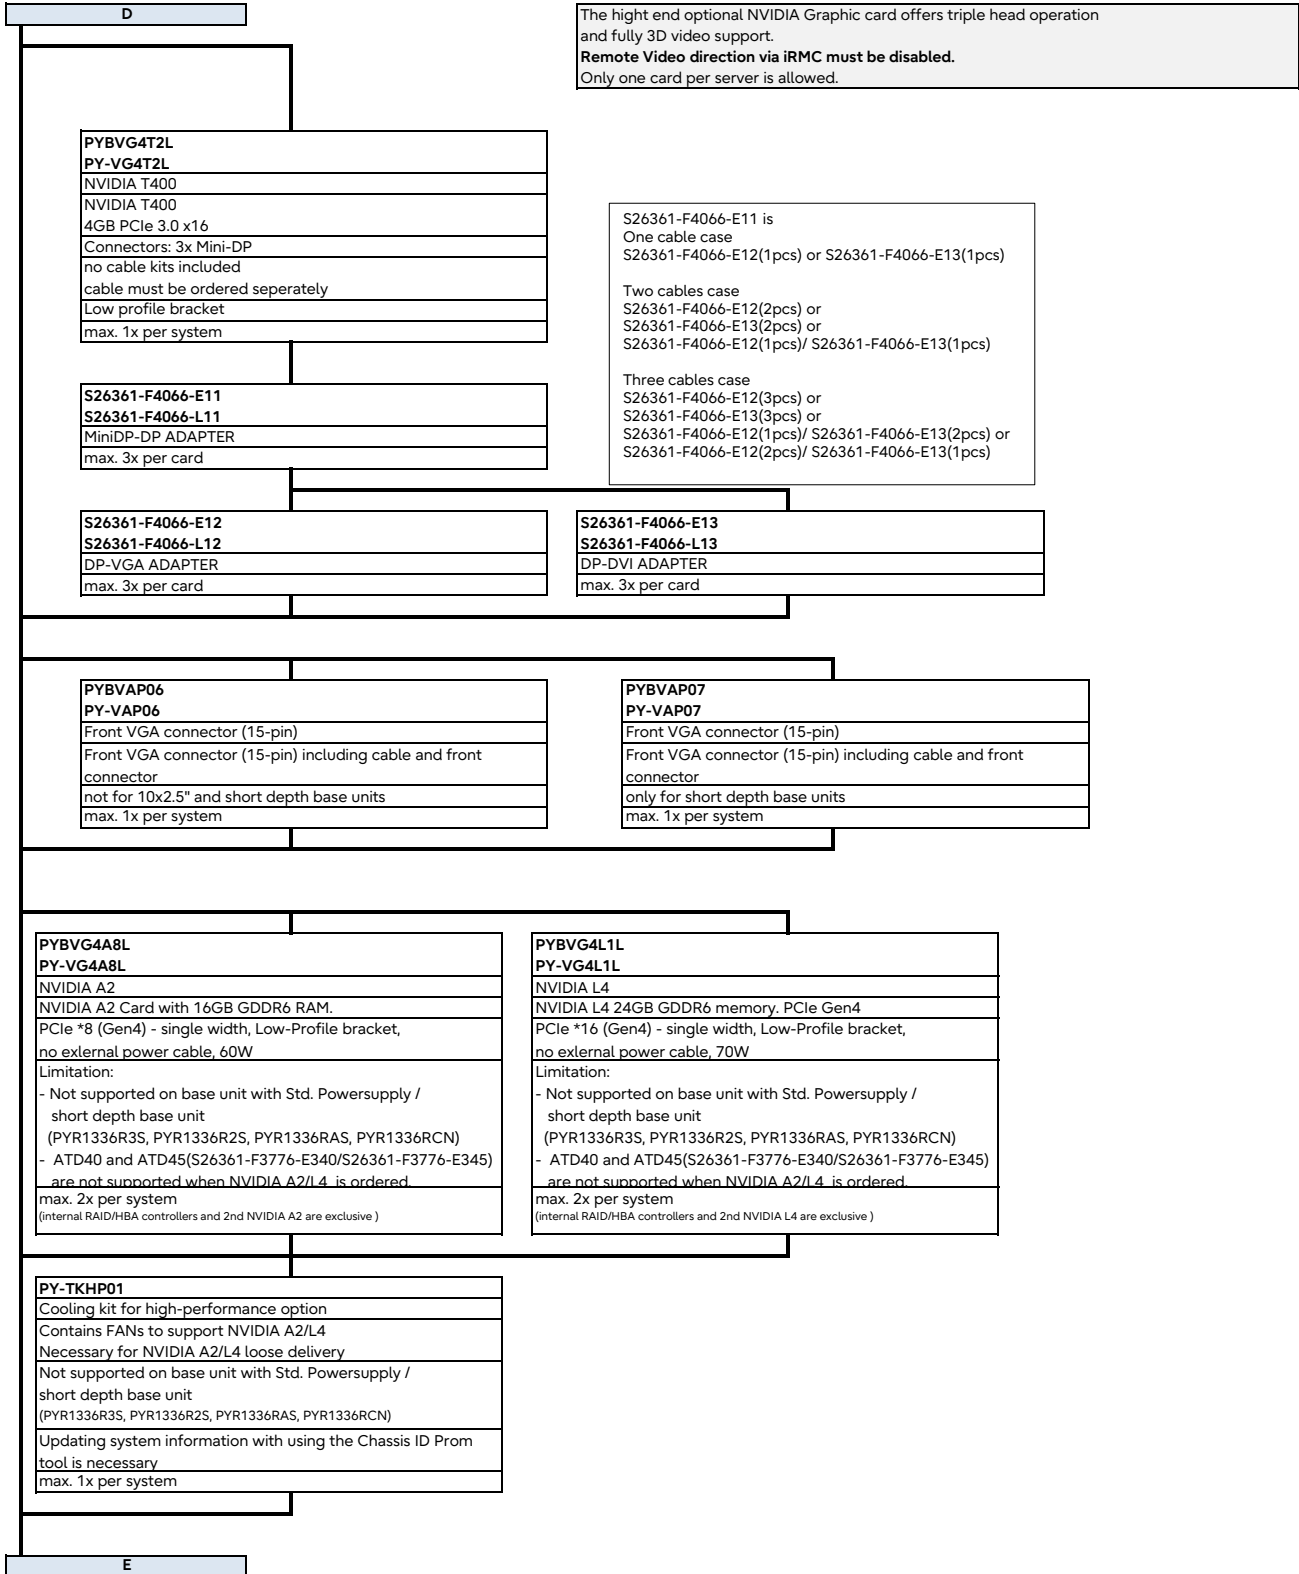 D
The hight end optional NVIDIA Graphic card offers triple head operation
and fully 3D video support.
Remote Video direction via iRMC must be disabled.
Only one card per server is allowed.
PYBVG4T2L
PY-VG4T2L
NVIDIA T400
NVIDIA T400
4GB PCIe 3.0 x16
Connectors: 3x Mini-DP
no cable kits included
cable must be ordered seperately
Low profile bracket
max. 1x per system
S26361-F4066-E11 is
One cable case
S26361-F4066-E12(1pcs) or S26361-F4066-E13(1pcs)
Two cables case
S26361-F4066-E12(2pcs) or
S26361-F4066-E13(2pcs) or
S26361-F4066-E12(1pcs)/ S26361-F4066-E13(1pcs)
Three cables case
S26361-F4066-E12(3pcs) or
S26361-F4066-E13(3pcs) or
S26361-F4066-E12(1pcs)/ S26361-F4066-E13(2pcs) or
S26361-F4066-E12(2pcs)/ S26361-F4066-E13(1pcs)
S26361-F4066-E11
S26361-F4066-L11
MiniDP-DP ADAPTER
max. 3x per card
S26361-F4066-E12
S26361-F4066-L12
DP-VGA ADAPTER
max. 3x per card
S26361-F4066-E13
S26361-F4066-L13
DP-DVI ADAPTER
max. 3x per card
PYBVAP06
PY-VAP06
Front VGA connector (15-pin)
Front VGA connector (15-pin) including cable and front
connector
not for 10x2.5" and short depth base units
max. 1x per system
PYBVAP07
PY-VAP07
Front VGA connector (15-pin)
Front VGA connector (15-pin) including cable and front
connector
only for short depth base units
max. 1x per system
PYBVG4A8L
PY-VG4A8L
NVIDIA A2
NVIDIA A2 Card with 16GB GDDR6 RAM.
PCIe *8 (Gen4) - single width, Low-Profile bracket,
no exlernal power cable, 60W
Limitation:
- Not supported on base unit with Std. Powersupply /
short depth base unit
(PYR1336R3S, PYR1336R2S, PYR1336RAS, PYR1336RCN)
- ATD40 and ATD45(S26361-F3776-E340/S26361-F3776-E345)
are not supported when NVIDIA A2/L4 is ordered.
max. 2x per system
(internal RAID/HBA controllers and 2nd NVIDIA A2 are exclusive )
PYBVG4L1L
PY-VG4L1L
NVIDIA L4
NVIDIA L4 24GB GDDR6 memory. PCIe Gen4
PCIe *16 (Gen4) - single width, Low-Profile bracket,
no exlernal power cable, 70W
Limitation:
- Not supported on base unit with Std. Powersupply /
short depth base unit
(PYR1336R3S, PYR1336R2S, PYR1336RAS, PYR1336RCN)
- ATD40 and ATD45(S26361-F3776-E340/S26361-F3776-E345)
are not supported when NVIDIA A2/L4 is ordered.
max. 2x per system
(internal RAID/HBA controllers and 2nd NVIDIA L4 are exclusive )
PY-TKHP01
Cooling kit for high-performance option
Contains FANs to support NVIDIA A2/L4
Necessary for NVIDIA A2/L4 loose delivery
Not supported on base unit with Std. Powersupply /
short depth base unit
(PYR1336R3S, PYR1336R2S, PYR1336RAS, PYR1336RCN)
Updating system information with using the Chassis ID Prom
tool is necessary
max. 1x per system
E